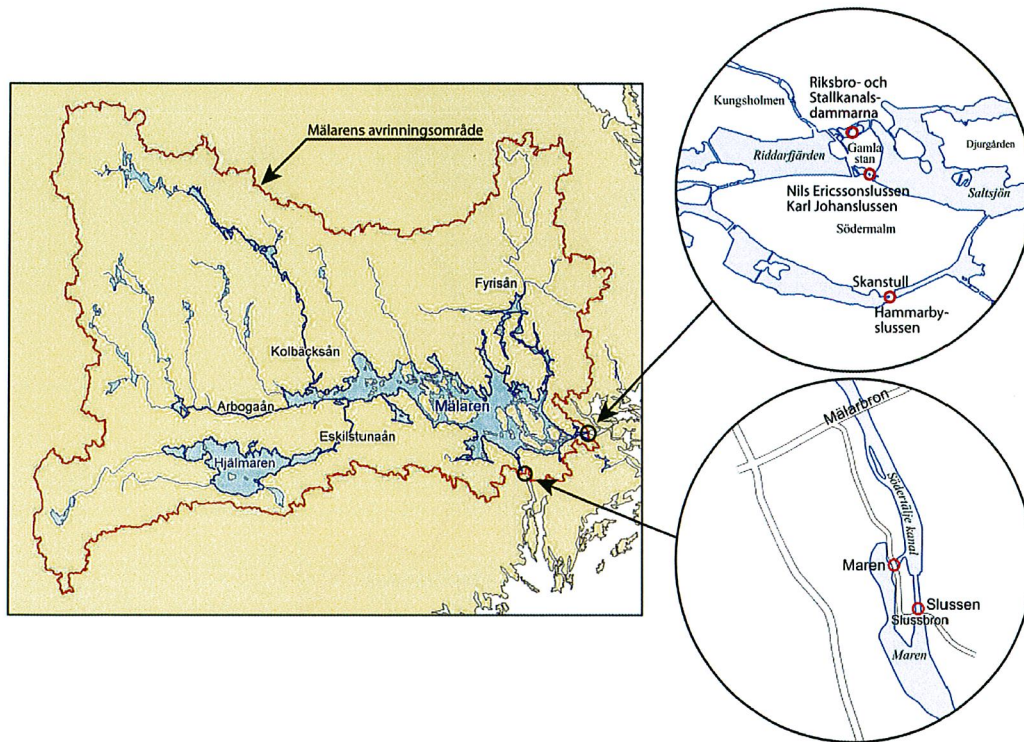 Mälarens avrinningsområde
Fyrisån
Kolbäcksån
Mälaren
Arbogaån
Eskilstunaån
Hjälmaren
Riksbro- och
Stallkanals-
dammarna
Kungsholmen
Gamla
stan
Djurgården
Riddarfjärden
Saltsjön
Nils Ericssonslussen
Karl Johanslussen
Södermalm
Skanstull
Hammarby-
slussen
Mälarbron
Södertälje kanal
Maren
Slussen
Slussbron
Maren